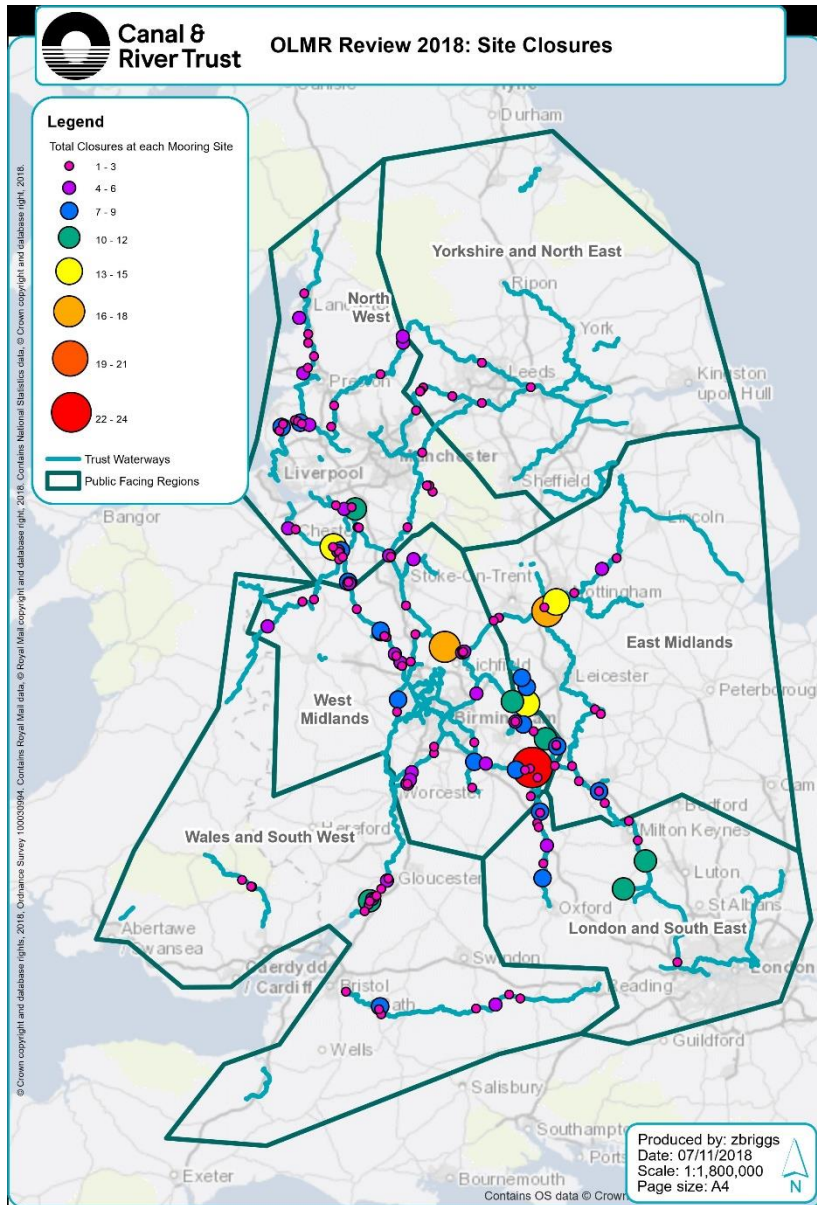 Canal &
River Trust
OLMR Review 2018: Site Closures
Legend
Total Closures at each Mooring Site
1 - 3
4 - 6
7 - 9
10 - 12
13 - 15
16 - 18
19 - 21
22 - 24
Trust Waterways
Public Facing Regions
© Crown copyright and database rights, 2018, Ordnance Survey 100030994. Contains Royal Mail data, © Royal Mail copyright and database right, 2018. Contains National Statistics data, © Crown copyright and database right, 2018.
Durham
Yorkshire and North East
Ripon
North
West
York
Leeds
Kingston
upon Hull
Preston
Manchester
Liverpool
Sheffield
Bangor
Chester
Lincoln
Stoke-On-Trent
Nottingham
East Midlands
Lichfield
Leicester
Peterborough
West
Midlands
Birmingham
Worcester
Bedford
Cam
Milton Keynes
Wales and South West
Hereford
Luton
Gloucester
St Albans
Oxford
London and South East
Abertawe
/ Swansea
Swindon
London
Caerdydd
/ Cardiff
Bristol
Reading
Bath
Guildford
Wells
Salisbury
Southampton
Ports
Exeter
Bournemouth
Contains OS data © Crown
Produced by: zbriggs
Date: 07/11/2018
Scale: 1:1,800,000
Page size: A4
N